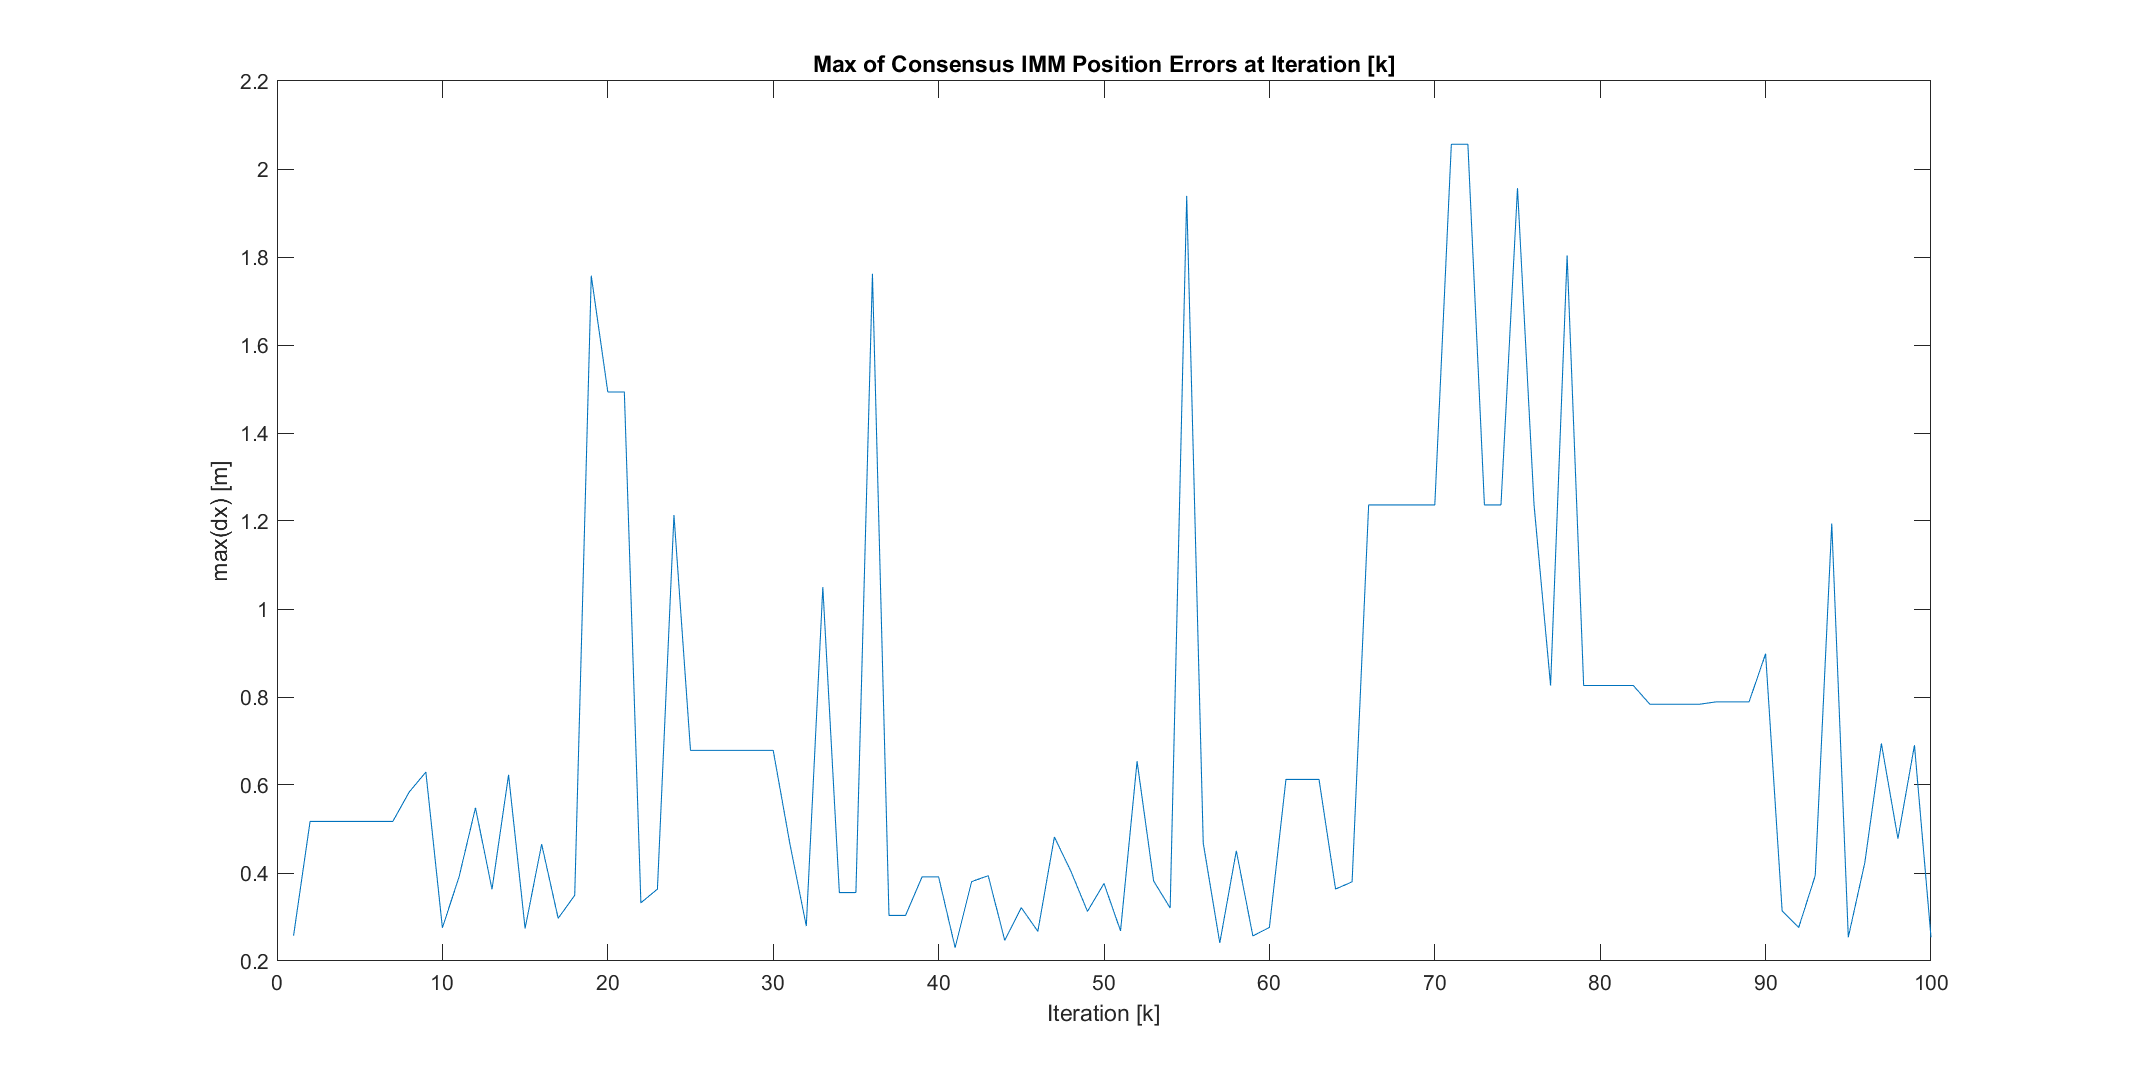 Max of Consensus IMM Position Errors at Iteration [k]
2.2
2
1.8
1.6
1.4
1.2
1
0.8
0.6
0.4
0.2
max(dx) [m]
0 10 20 30 40 50 60 70 80 90 100
Iteration [k]